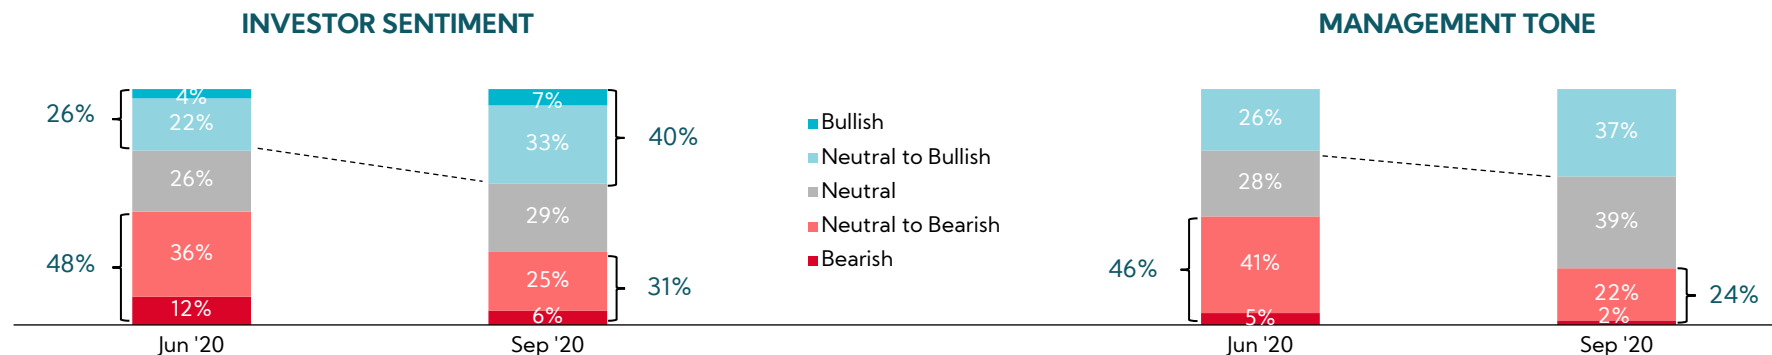 INVESTOR SENTIMENT
26%
48%
4%
22%
26%
36%
12%
Jun '20
7%
33%
29%
25%
6%
Sep '20
40%
31%
Bullish
Neutral to Bullish
Neutral
Neutral to Bearish
Bearish
MANAGEMENT TONE
46%
26%
28%
41%
5%
Jun '20
37%
39%
22%
2%
Sep '20
24%